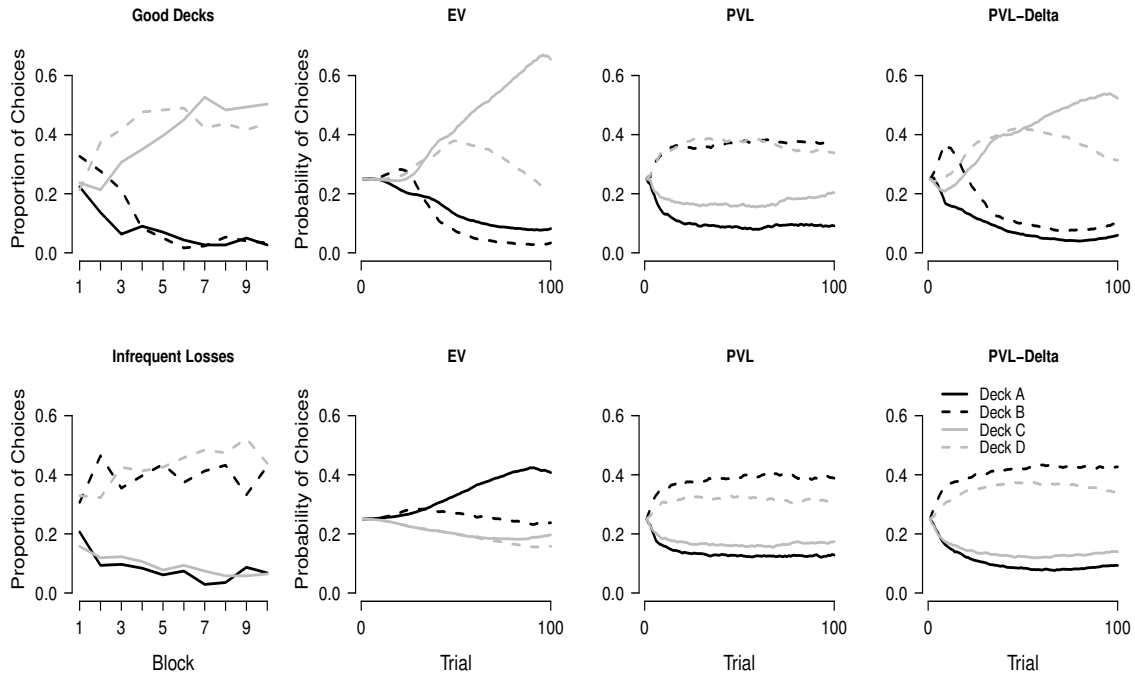 Good Decks
EV
PVL
PVL−Delta
Proportion of Choices
0.0
0.2
0.4
0.6
1 3 5 7 9
Probability of Choices
0.0
0.2
0.4
0.6
0 100
0.0
0.2
0.4
0.6
0 100
0.0
0.2
0.4
0.6
0 100
Infrequent Losses
EV
PVL
PVL−Delta
Proportion of Choices
0.0
0.2
0.4
0.6
1 3 5 7 9
Block
Probability of Choices
0.0
0.2
0.4
0.6
0 100
Trial
0.0
0.2
0.4
0.6
0 100
Trial
0.0
0.2
0.4
0.6
Deck A
Deck B
Deck C
Deck D
0 100
Trial